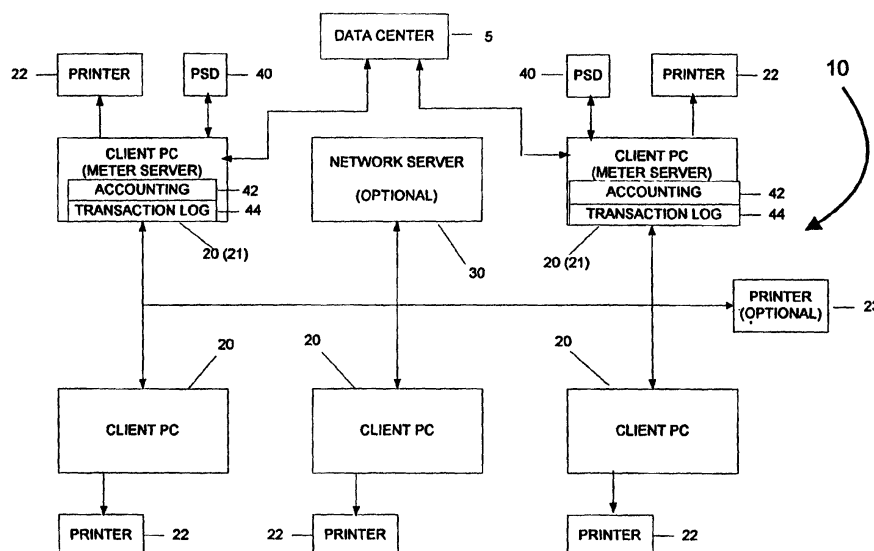 DATA CENTER 5
22 PRINTER PSD 40
40 PSD PRINTER 22
10
CLIENT PC
(METER SERVER)
ACCOUNTING 42
TRANSACTION LOG 44
20 (21)
NETWORK SERVER
(OPTIONAL)
30
CLIENT PC
(METER SERVER)
ACCOUNTING 42
TRANSACTION LOG 44
20 (21)
PRINTER
(OPTIONAL)
23
20 20 20
CLIENT PC CLIENT PC CLIENT PC
PRINTER 22 22 PRINTER PRINTER 22